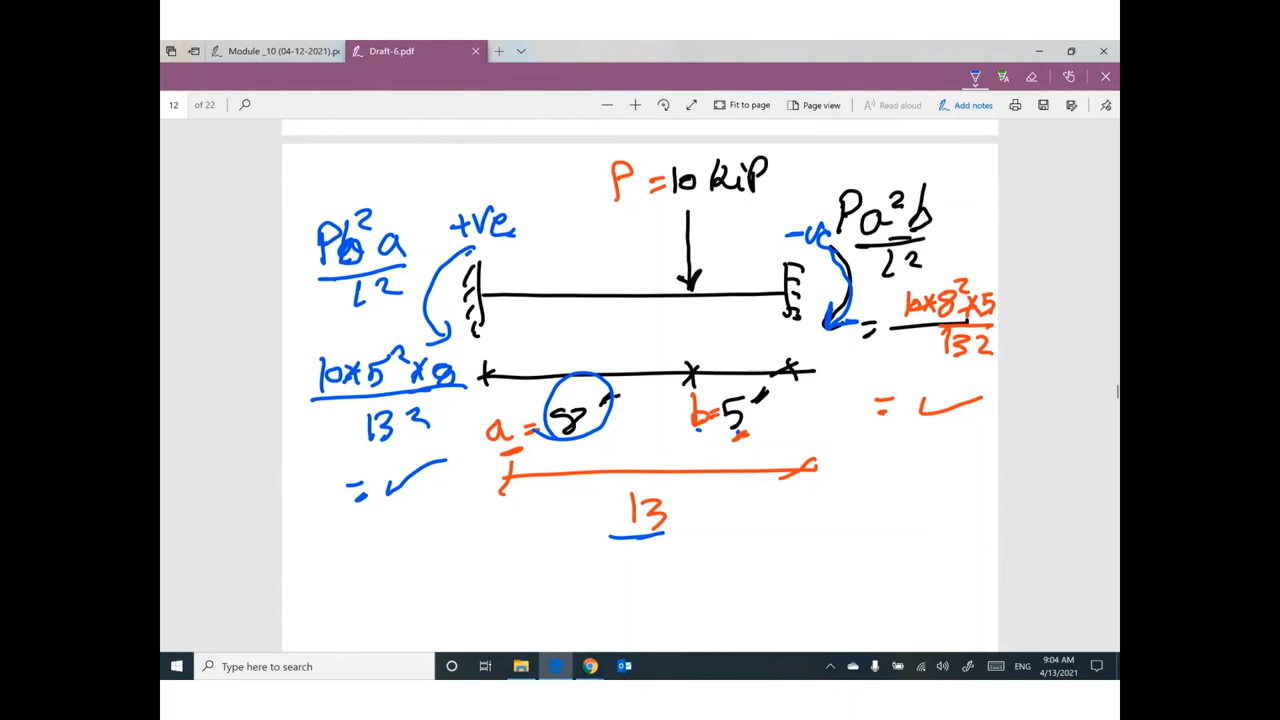 Module _10 (04-12-2021).p
Draft-6.pdf
12 of 22
Fit to page
Page view
Read aloud
Add notes
P = 10 KiP
Pb²a
L²
+ve
-ve
Pa²b
L²
= 10*8²*5
13²
10*5²*8
13²
= ✓
a = 8'
b = 5'
= ✓
13
Type here to search
ENG
9:04 AM
4/13/2021